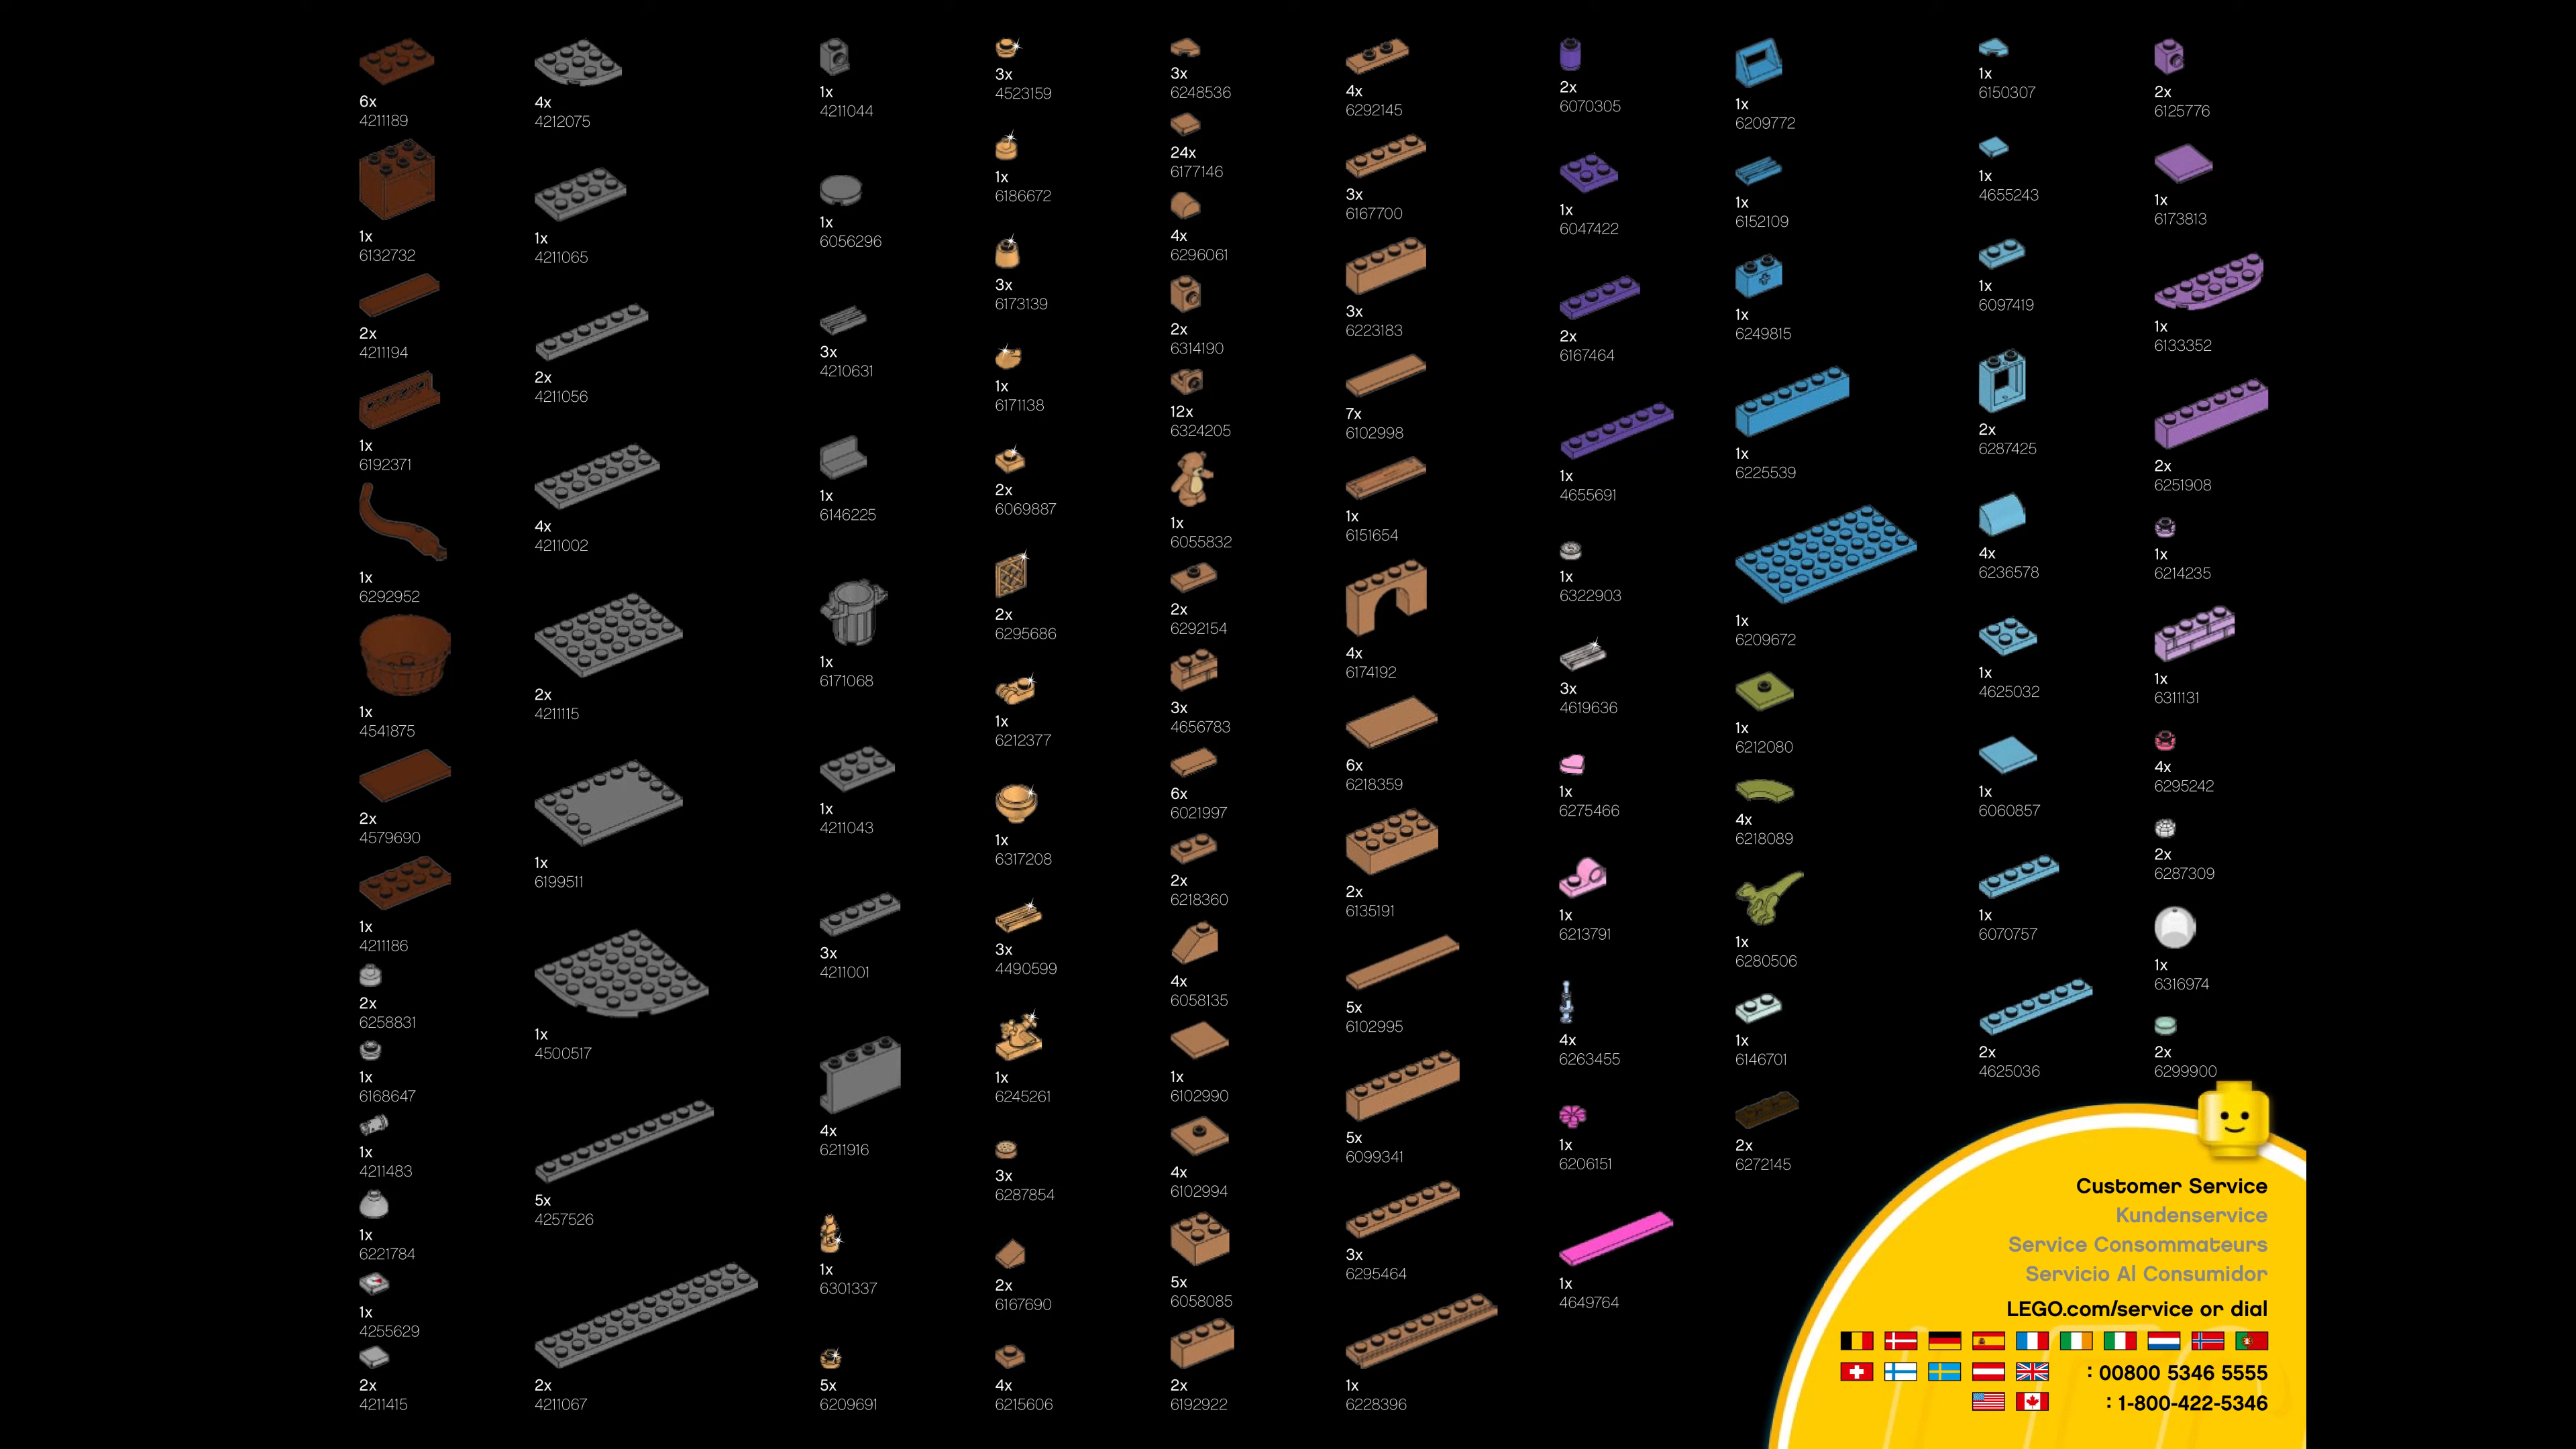 6x
4211189
1x
6132732
2x
4211194
1x
6192371
1x
6292952
1x
4541875
2x
4579690
1x
4211186
2x
6258831
1x
6168647
1x
4211483
1x
6221784
1x
4255629
2x
4211415
4x
4212075
1x
4211065
2x
4211056
4x
4211002
2x
4211115
1x
6199511
1x
4500517
5x
4257526
2x
4211067
1x
4211044
1x
6056296
3x
4210631
1x
6146225
1x
6171068
1x
4211043
3x
4211001
4x
6211916
1x
6301337
5x
6209691
3x
4523159
1x
6186672
3x
6173139
1x
6171138
2x
6069887
2x
6295686
1x
6212377
1x
6317208
3x
4490599
1x
6245261
3x
6287854
2x
6167690
4x
6215606
3x
6248536
24x
6177146
4x
6296061
2x
6314190
12x
6324205
1x
6055832
2x
6292154
3x
4656783
6x
6021997
2x
6218360
4x
6058135
1x
6102990
4x
6102994
5x
6058085
2x
6192922
4x
6292145
3x
6167700
3x
6223183
7x
6102998
1x
6151654
4x
6174192
6x
6218359
2x
6135191
5x
6102995
5x
6099341
3x
6295464
1x
6228396
2x
6070305
1x
6047422
2x
6167464
1x
4655691
1x
6322903
3x
4619636
1x
6275466
1x
6213791
4x
6263455
1x
6206151
1x
4649764
1x
6209772
1x
6152109
1x
6249815
1x
6225539
1x
6209672
1x
6212080
4x
6218089
1x
6280506
1x
6146701
2x
6272145
1x
6150307
1x
4655243
1x
6097419
2x
6287425
4x
6236578
1x
4625032
1x
6060857
1x
6070757
2x
4625036
2x
6125776
1x
6173813
1x
6133352
2x
6251908
1x
6214235
1x
6311131
4x
6295242
2x
6287309
1x
6316974
2x
6299900
Customer Service
Kundenservice
Service Consommateurs
Servicio Al Consumidor
LEGO.com/service or dial
: 00800 5346 5555
: 1-800-422-5346